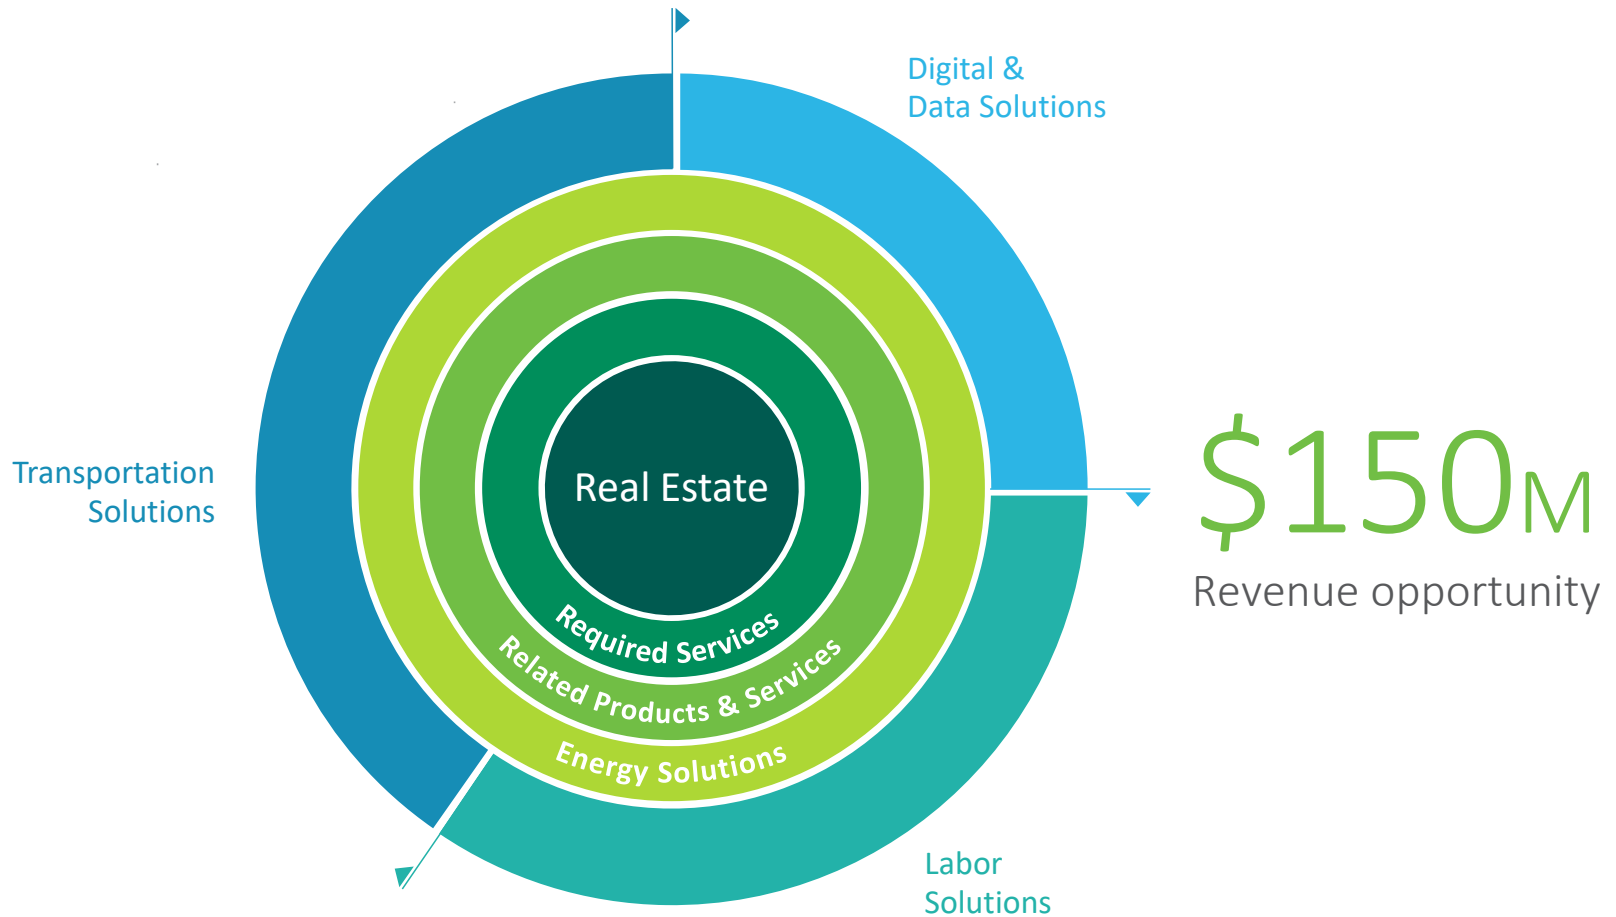 Digital &
Data Solutions
Transportation
Solutions
Real Estate
$150M
Revenue opportunity
Required Services
Related Products & Services
Energy Solutions
Labor
Solutions